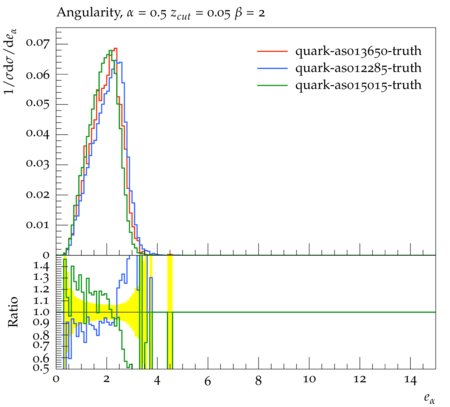 Angularity, α = 0.5 z_cut = 0.05 β = 2
1/σdσ/de_α
0.07
0.06
0.05
0.04
0.03
0.02
0.01
0
quark-as013650-truth
quark-as012285-truth
quark-as015015-truth
Ratio
1.4
1.3
1.2
1.1
1.0
0.9
0.8
0.7
0.6
0.5
0 2 4 6 8 10 12 14
e_α